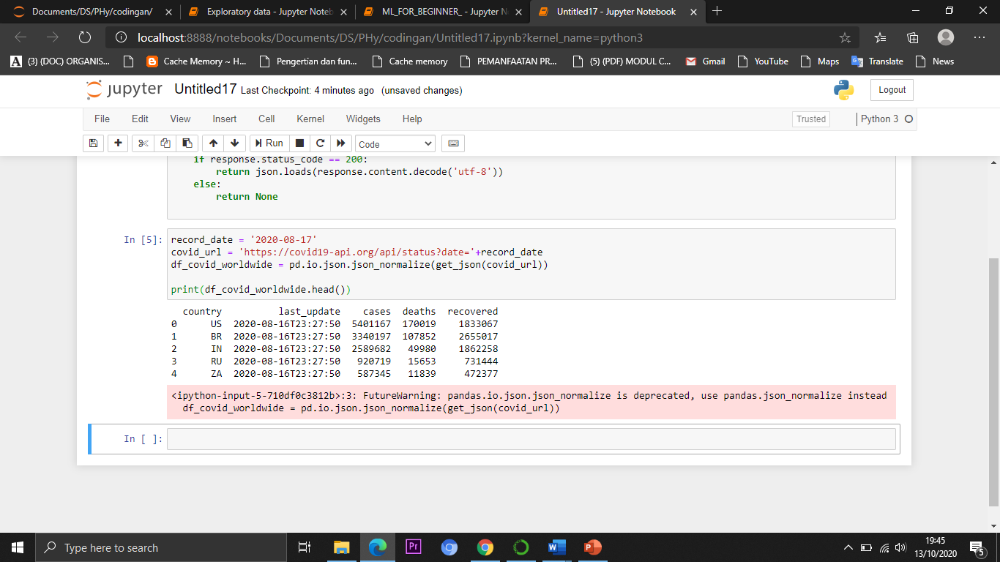 Documents/DS/PHy/codingan/ Exploratory data - Jupyter Noteb ML_FOR_BEGINNER_ - Jupyter N Untitled17 - Jupyter Notebook
localhost:8888/notebooks/Documents/DS/PHy/codingan/Untitled17.ipynb?kernel_name=python3
A (3) (DOC) ORGANIS... Cache Memory ~ H... Pengertian dan fun... Cache memory PEMANFAATAN PR... (5) (PDF) MODUL C... Gmail YouTube Maps Translate News
jupyter Untitled17 Last Checkpoint: 4 minutes ago (unsaved changes) Logout
File Edit View Insert Cell Kernel Widgets Help Trusted Python 3
Run Code
if response.status_code == 200:
return json.loads(response.content.decode('utf-8'))
else:
return None
In [5]: record_date = '2020-08-17'
covid_url = 'https://covid19-api.org/api/status?date='+record_date
df_covid_worldwide = pd.io.json.json_normalize(get_json(covid_url))
print(df_covid_worldwide.head())
country last_update cases deaths recovered
0 US 2020-08-16T23:27:50 5401167 170019 1833067
1 BR 2020-08-16T23:27:50 3340197 107852 2655017
2 IN 2020-08-16T23:27:50 2589682 49980 1862258
3 RU 2020-08-16T23:27:50 920719 15653 731444
4 ZA 2020-08-16T23:27:50 587345 11839 472377
<ipython-input-5-710df0c3812b>:3: FutureWarning: pandas.io.json.json_normalize is deprecated, use pandas.json_normalize instead
df_covid_worldwide = pd.io.json.json_normalize(get_json(covid_url))
In [ ]:
Type here to search Pr W P 19:45
13/10/2020 5